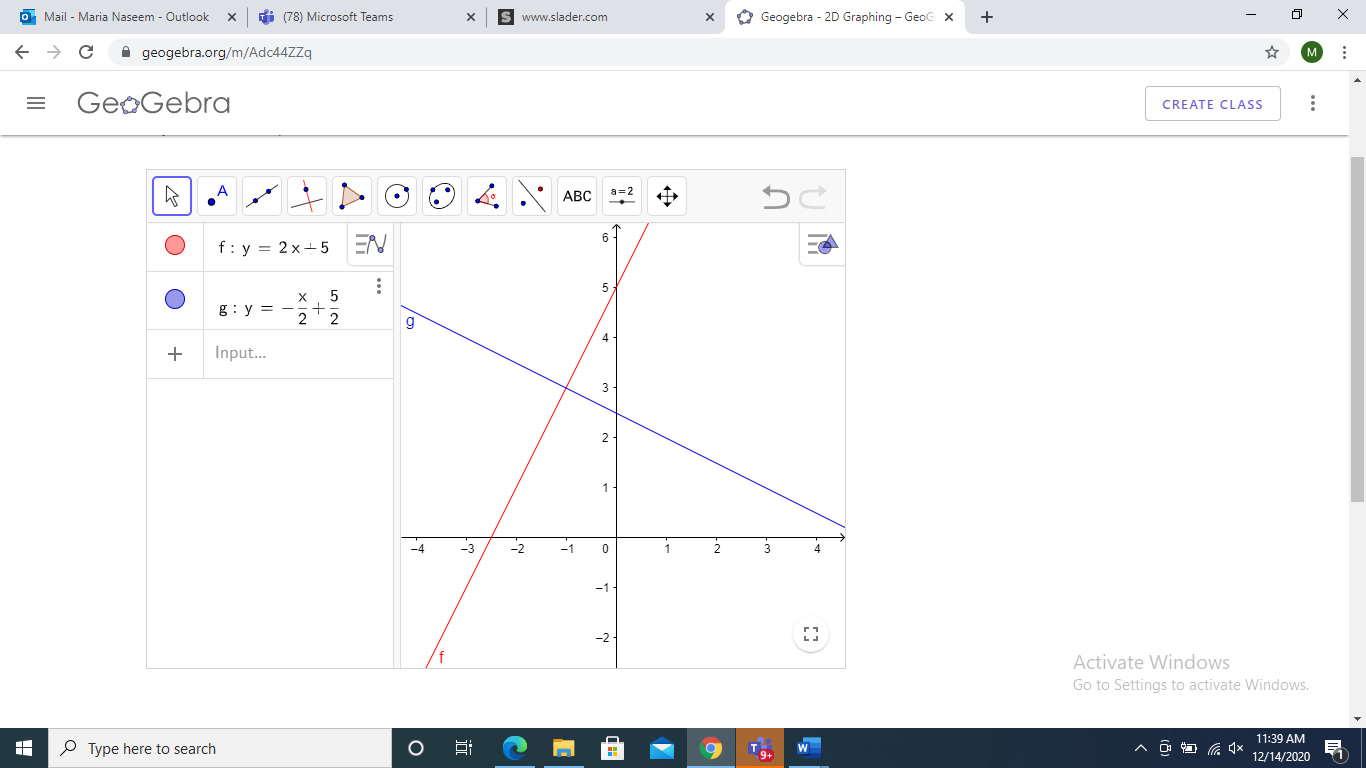 Mail - Maria Naseem - Outlook
(78) Microsoft Teams
www.slader.com
Geogebra - 2D Graphing – GeoG
geogebra.org/m/Adc44ZZq
M
GeoGebra
CREATE CLASS
A
ABC
a=2
f : y = 2 x + 5
g : y = − x/2 + 5/2
Input...
g
f
6
5
4
3
2
1
−4 −3 −2 −1 0 1 2 3 4
−1
−2
Activate Windows
Go to Settings to activate Windows.
Type here to search
9+
W
11:39 AM
12/14/2020
1